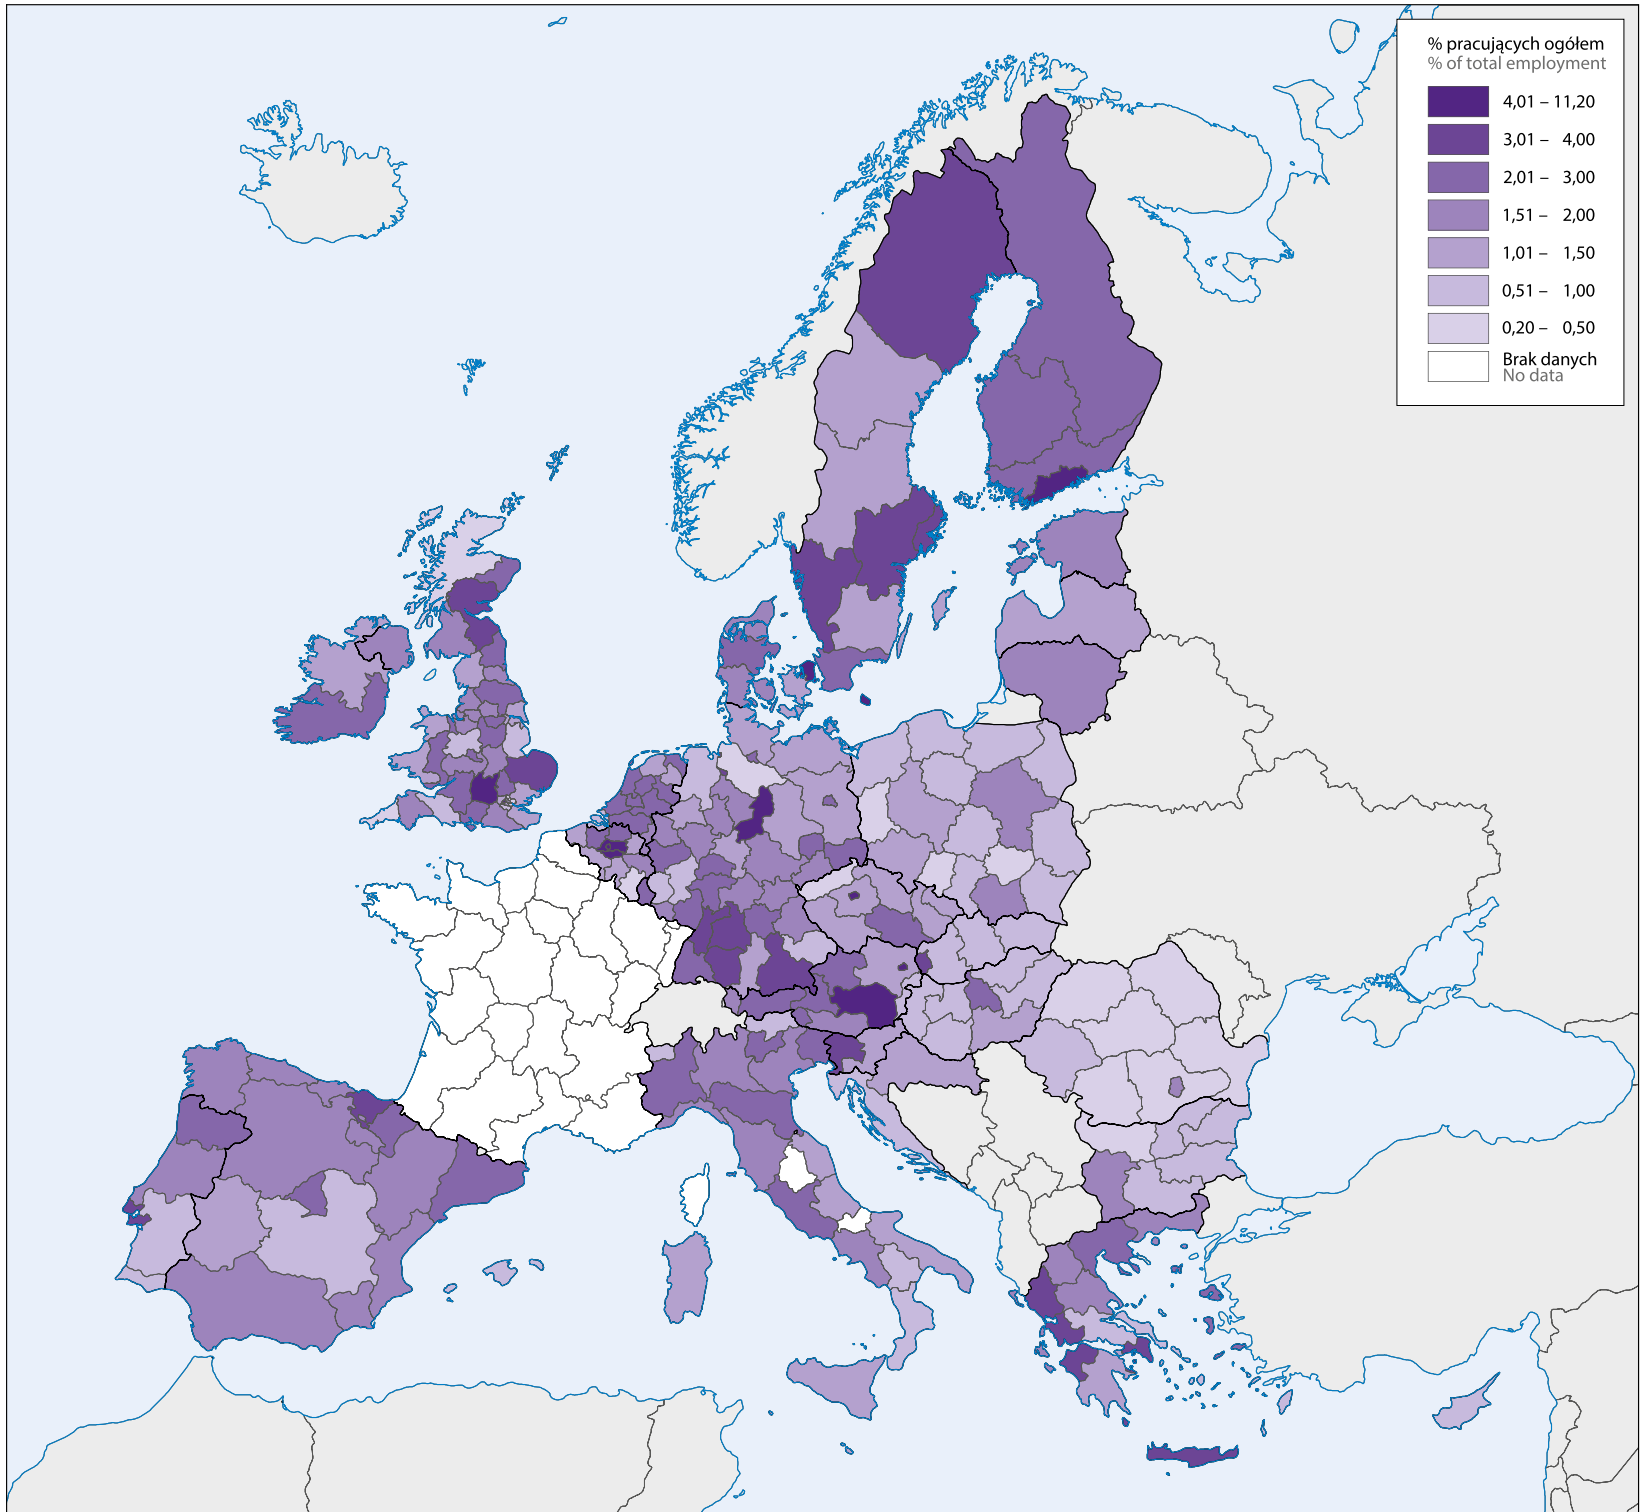 % pracujących ogółem
% of total employment
4,01 – 11,20
3,01 – 4,00
2,01 – 3,00
1,51 – 2,00
1,01 – 1,50
0,51 – 1,00
0,20 – 0,50
Brak danych
No data